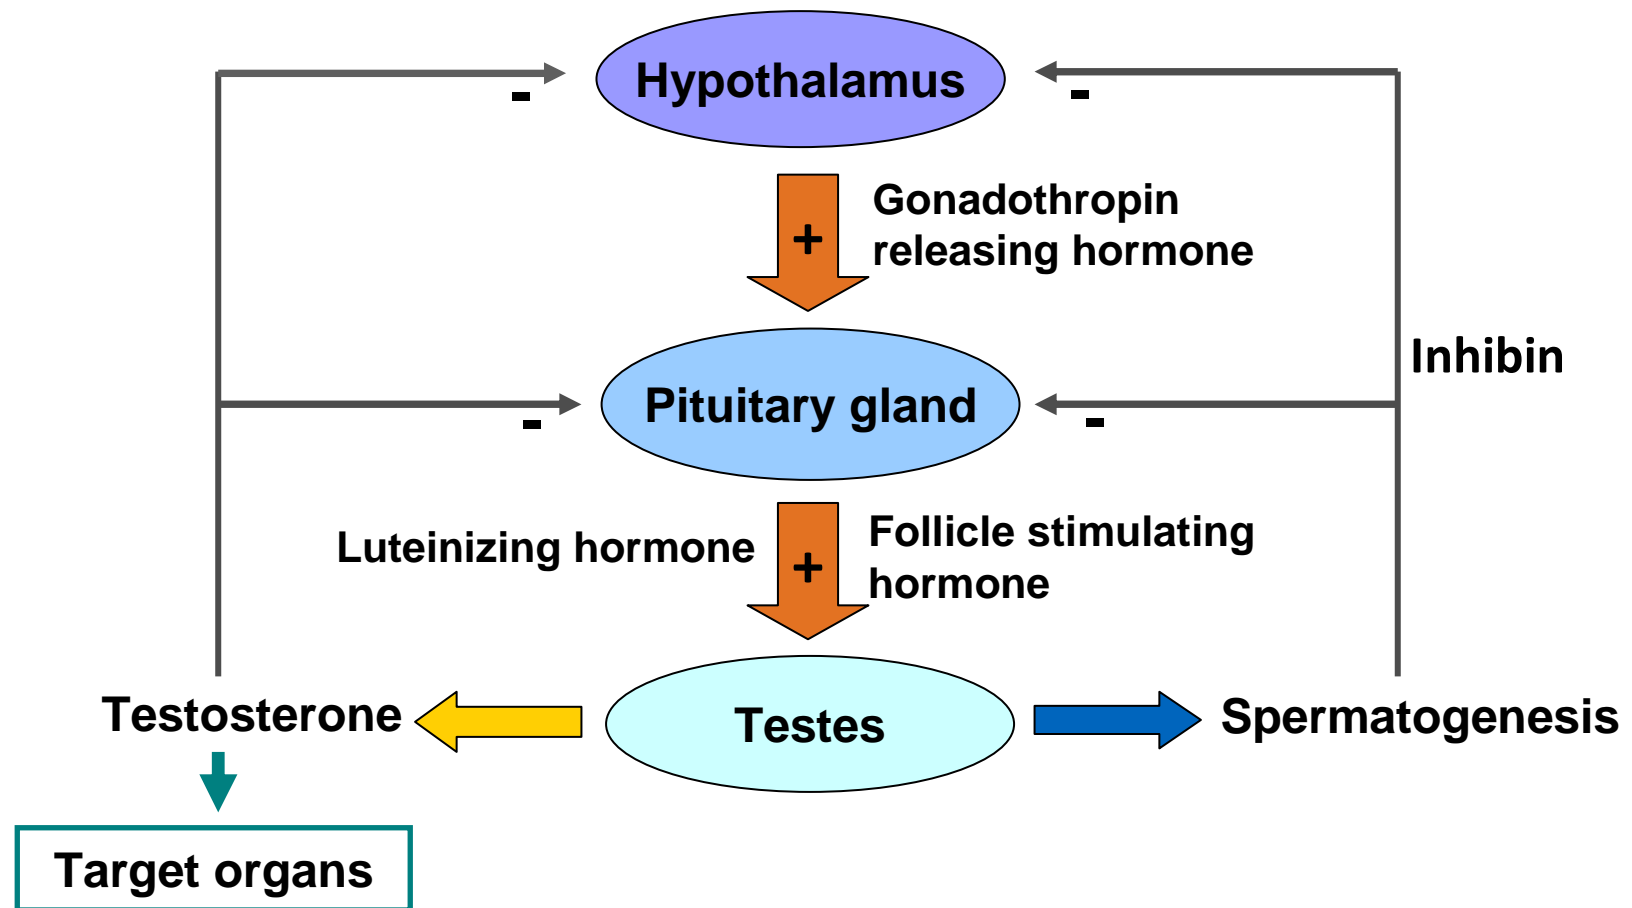 Hypothalamus
-
-
+
Gonadothropin
releasing hormone
Inhibin
Pituitary gland
-
-
Luteinizing hormone
+
Follicle stimulating
hormone
Testosterone
Testes
Spermatogenesis
Target organs